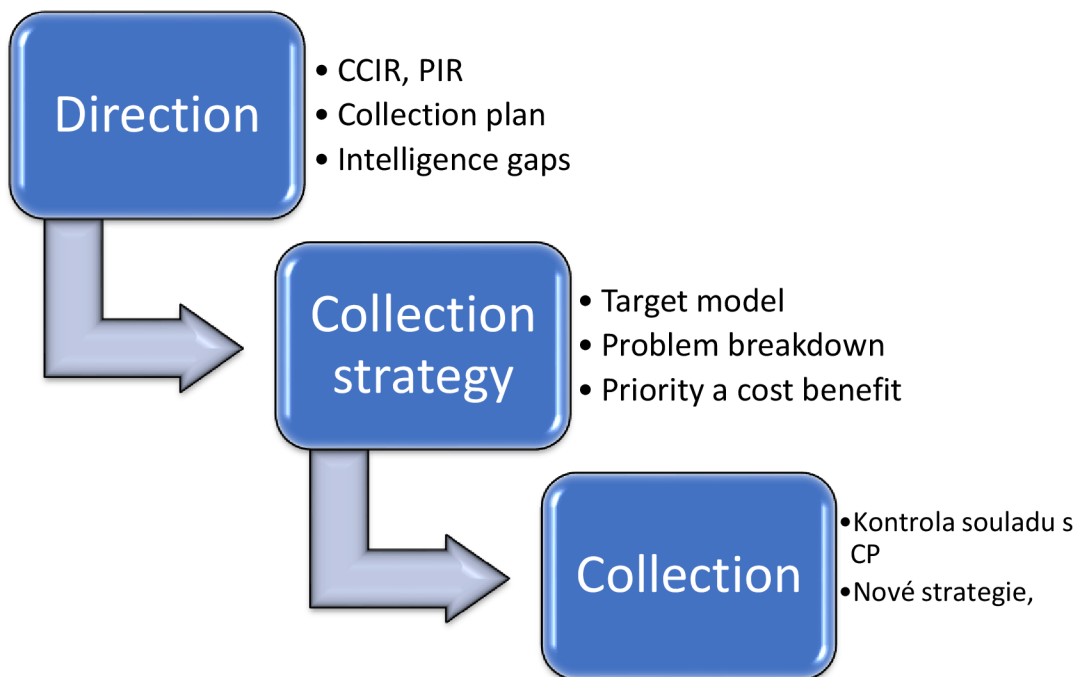 Direction
• CCIR, PIR
• Collection plan
• Intelligence gaps
Collection
strategy
• Target model
• Problem breakdown
• Priority a cost benefit
Collection
•Kontrola souladu s
CP
•Nové strategie,